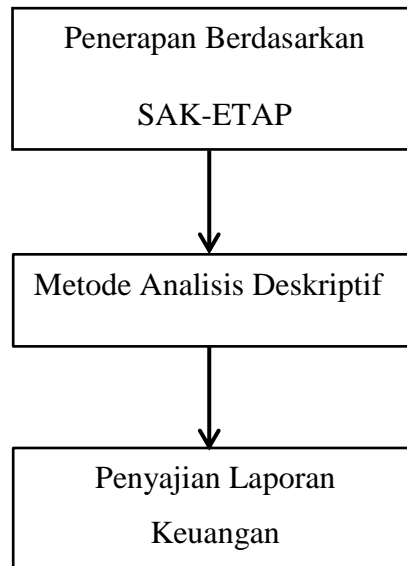 Penerapan Berdasarkan
SAK-ETAP
Metode Analisis Deskriptif
Penyajian Laporan
Keuangan